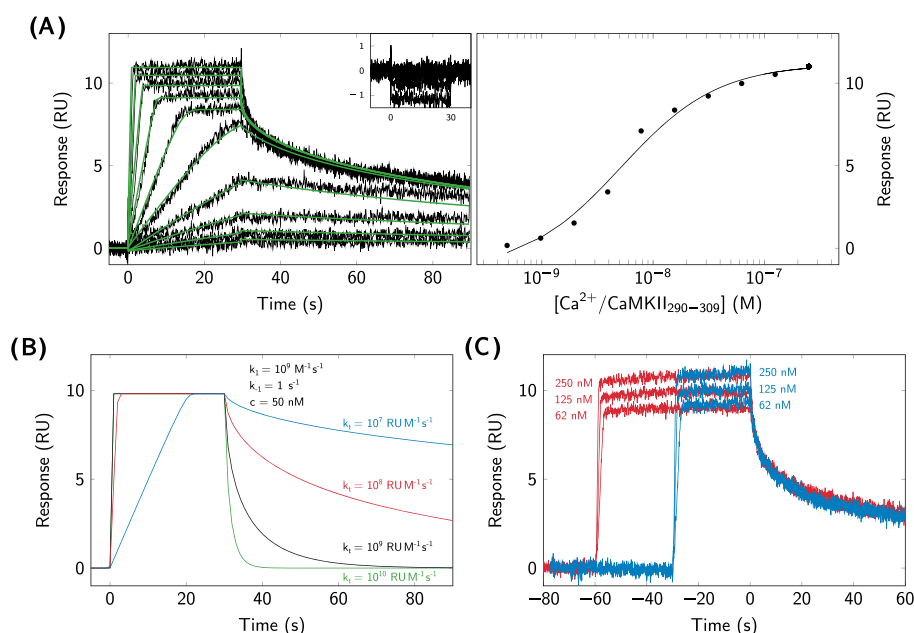 (A)
Response (RU)
10
5
0
0 20 40 60 80
Time (s)
1
0
−1
0 30
10
5
0
Response (RU)
10⁻⁹ 10⁻⁸ 10⁻⁷
[Ca²⁺/CaMKII₂₉₀₋₃₀₉] (M)
(B)
Response (RU)
10
5
0
k₁ = 10⁹ M⁻¹s⁻¹
k₋₁ = 1 s⁻¹
c = 50 nM
kₜ = 10⁷ RU M⁻¹s⁻¹
kₜ = 10⁸ RU M⁻¹s⁻¹
kₜ = 10⁹ RU M⁻¹s⁻¹
kₜ = 10¹⁰ RU M⁻¹s⁻¹
0 20 40 60 80
Time (s)
(C)
Response (RU)
10
5
0
250 nM
125 nM
62 nM
250 nM
125 nM
62 nM
−80 −60 −40 −20 0 20 40 60
Time (s)